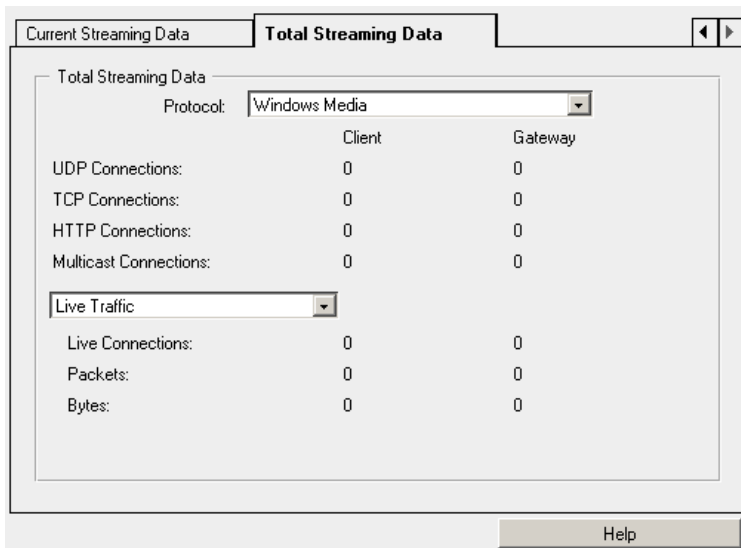 Current Streaming Data Total Streaming Data
Total Streaming Data
Protocol: Windows Media
Client Gateway
UDP Connections: 0 0
TCP Connections: 0 0
HTTP Connections: 0 0
Multicast Connections: 0 0
Live Traffic
Live Connections: 0 0
Packets: 0 0
Bytes: 0 0
Help